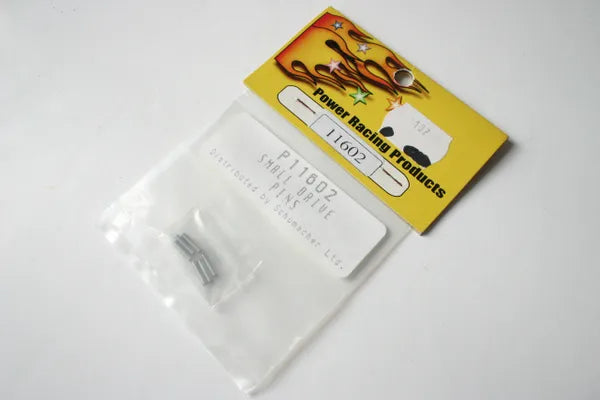 Power Racing Products
11602
P11602
SMALL DRIVE
PINS
Distributed by Schumacher Ltd.